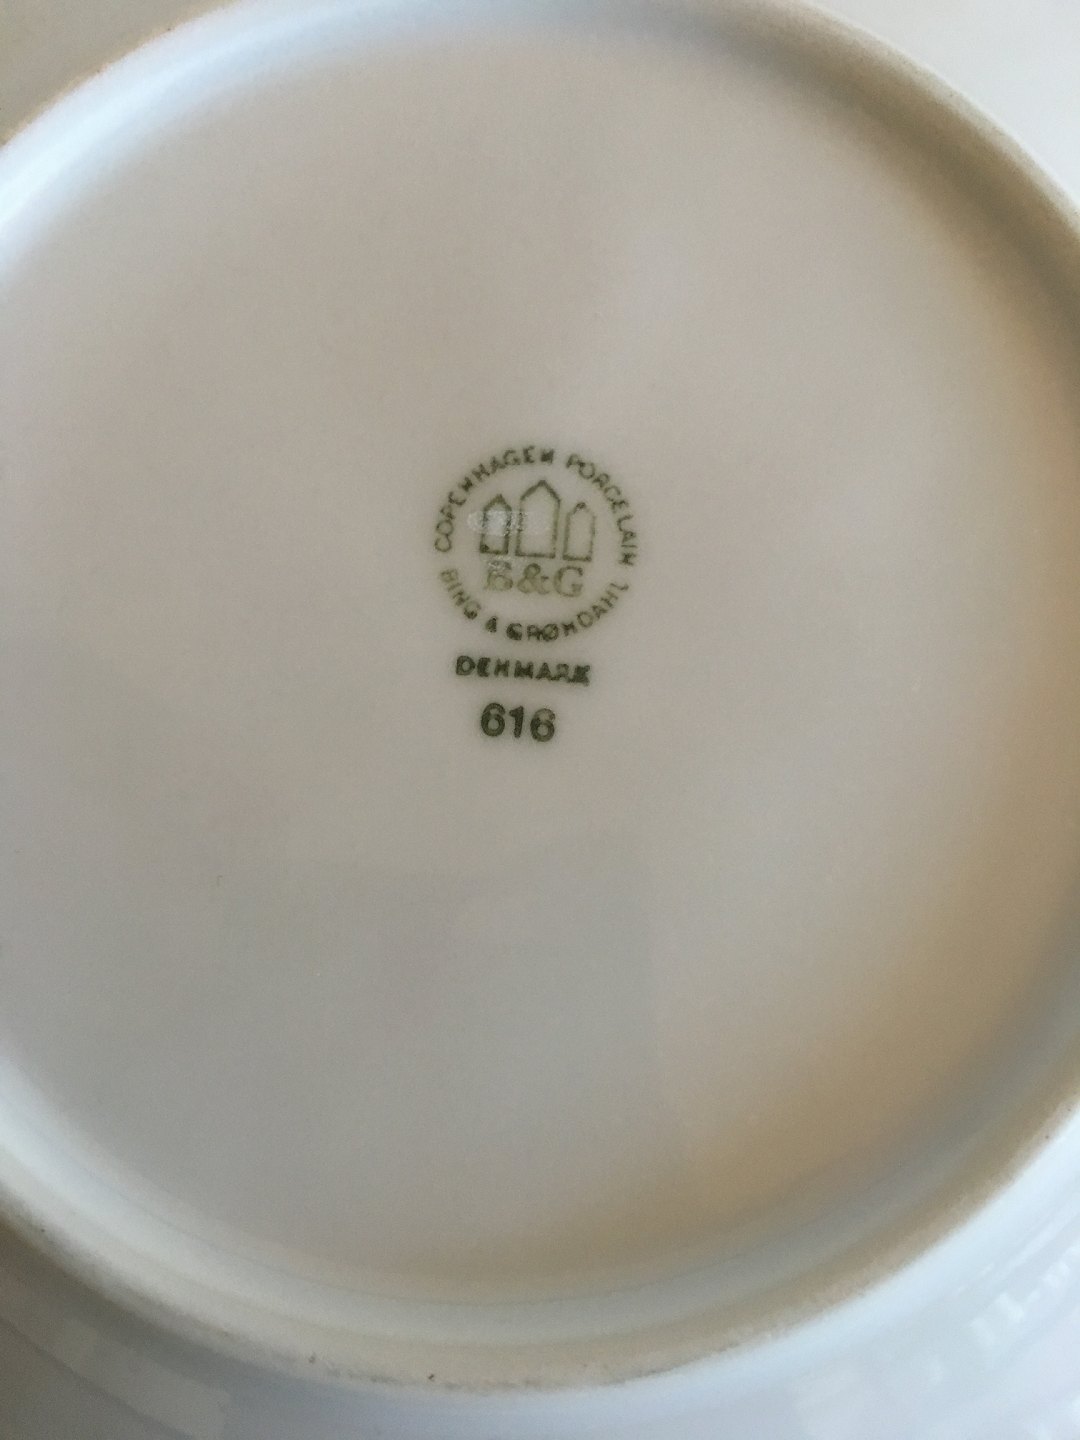 COPENHAGEN PORCELAIN
B&G
BING & GRØNDAHL
DENMARK
616